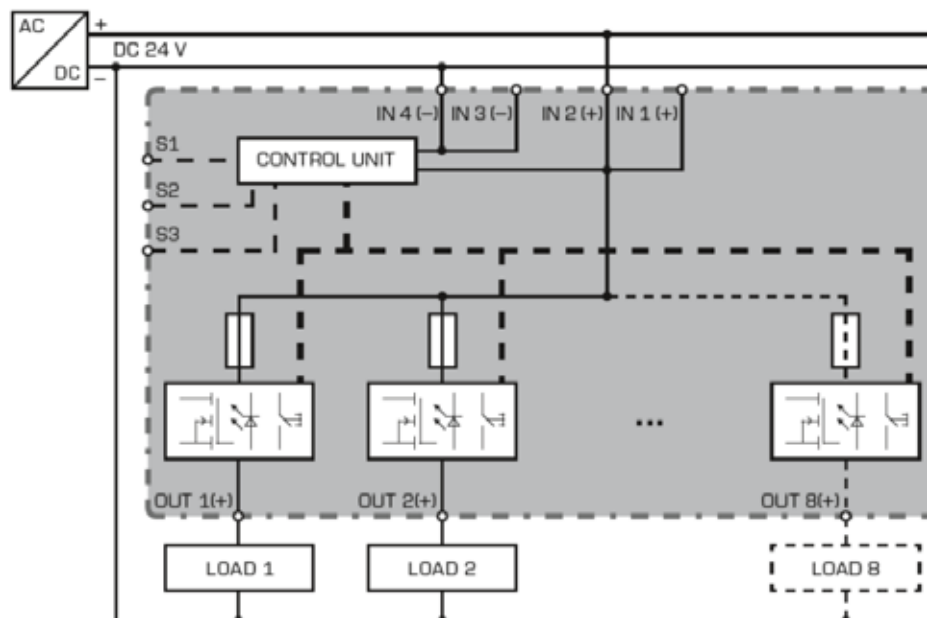 AC
+
DC 24 V
DC
–
IN 4 (–) IN 3 (–) IN 2 (+) IN 1 (+)
S1
CONTROL UNIT
S2
S3
...
OUT 1(+) OUT 2(+) OUT 8(+)
LOAD 1 LOAD 2 LOAD 8